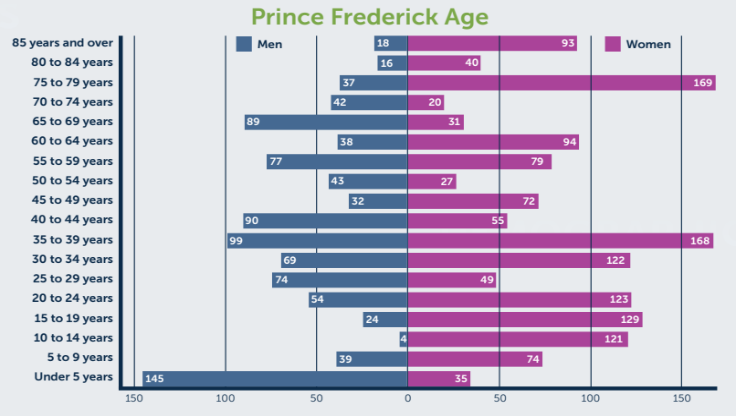 Prince Frederick Age
Men
Women
85 years and over 18 93
80 to 84 years 16 40
75 to 79 years 37 169
70 to 74 years 42 20
65 to 69 years 89 31
60 to 64 years 38 94
55 to 59 years 77 79
50 to 54 years 43 27
45 to 49 years 32 72
40 to 44 years 90 55
35 to 39 years 99 168
30 to 34 years 69 122
25 to 29 years 74 49
20 to 24 years 54 123
15 to 19 years 24 129
10 to 14 years 4 121
5 to 9 years 39 74
Under 5 years 145 35
150 100 50 0 50 100 150